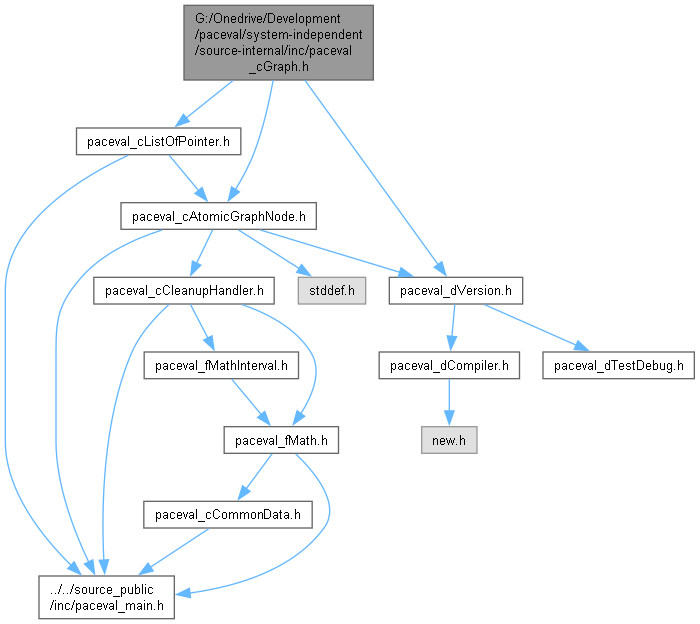 G:/Onedrive/Development
/paceval/system-independent
/source-internal/inc/paceval
_cGraph.h
paceval_cListOfPointer.h
paceval_cAtomicGraphNode.h
paceval_cCleanupHandler.h
stddef.h
paceval_dVersion.h
paceval_fMathInterval.h
paceval_dCompiler.h
paceval_dTestDebug.h
paceval_fMath.h
new.h
paceval_cCommonData.h
../../source_public
/inc/paceval_main.h